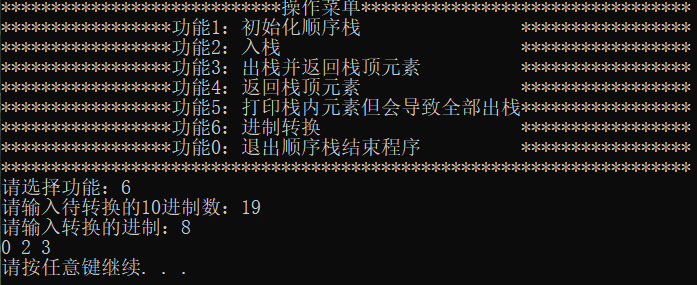 ****************************操作菜单*********************************
*****************功能1：初始化顺序栈                *****************
*****************功能2：入栈                        *****************
*****************功能3：出栈并返回栈顶元素          *****************
*****************功能4：返回栈顶元素                *****************
*****************功能5：打印栈内元素但会导致全部出栈*****************
*****************功能6：进制转换                    *****************
*****************功能0：退出顺序栈结束程序          *****************
*********************************************************************
请选择功能：6
请输入待转换的10进制数：19
请输入转换的进制：8
0 2 3
请按任意键继续. . .